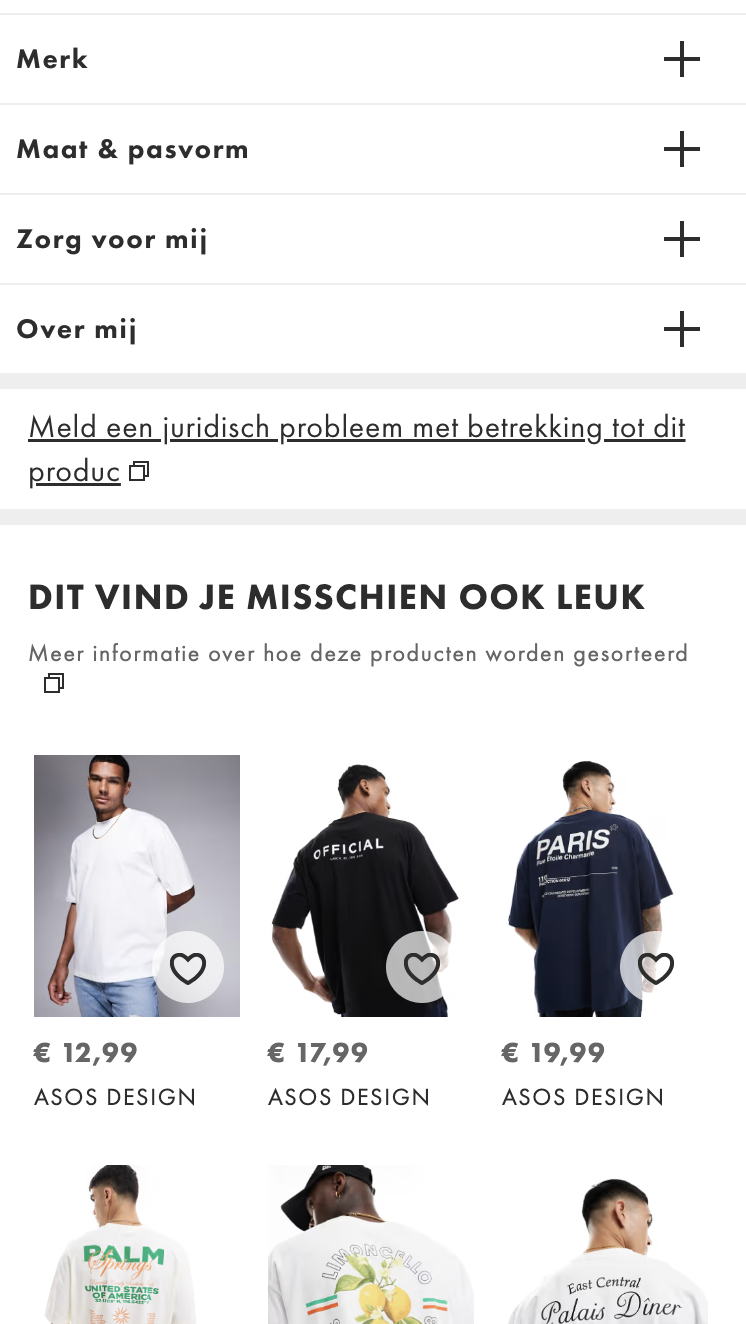 Merk
Maat & pasvorm
Zorg voor mij
Over mij
Meld een juridisch probleem met betrekking tot dit
produc
DIT VIND JE MISSCHIEN OOK LEUK
Meer informatie over hoe deze producten worden gesorteerd
OFFICIAL
PARIS
Rue Étoile Charmarie
€ 12,99
€ 17,99
€ 19,99
ASOS DESIGN
ASOS DESIGN
ASOS DESIGN
PALM
Springs
UNITED STATES
OF AMERICA
LIMONCELLO
East Central
Palais Dîner